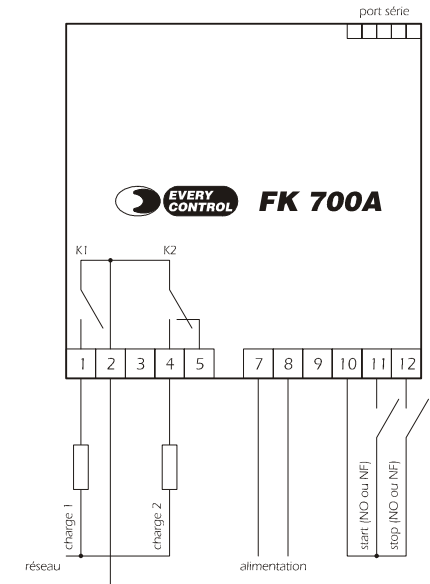 port série
EVERY
CONTROL
FK 700A
K1 K2
1 2 3 4 5 7 8 9 10 11 12
charge 1
charge 2
start (NO ou NF)
stop (NO ou NF)
réseau
alimentation